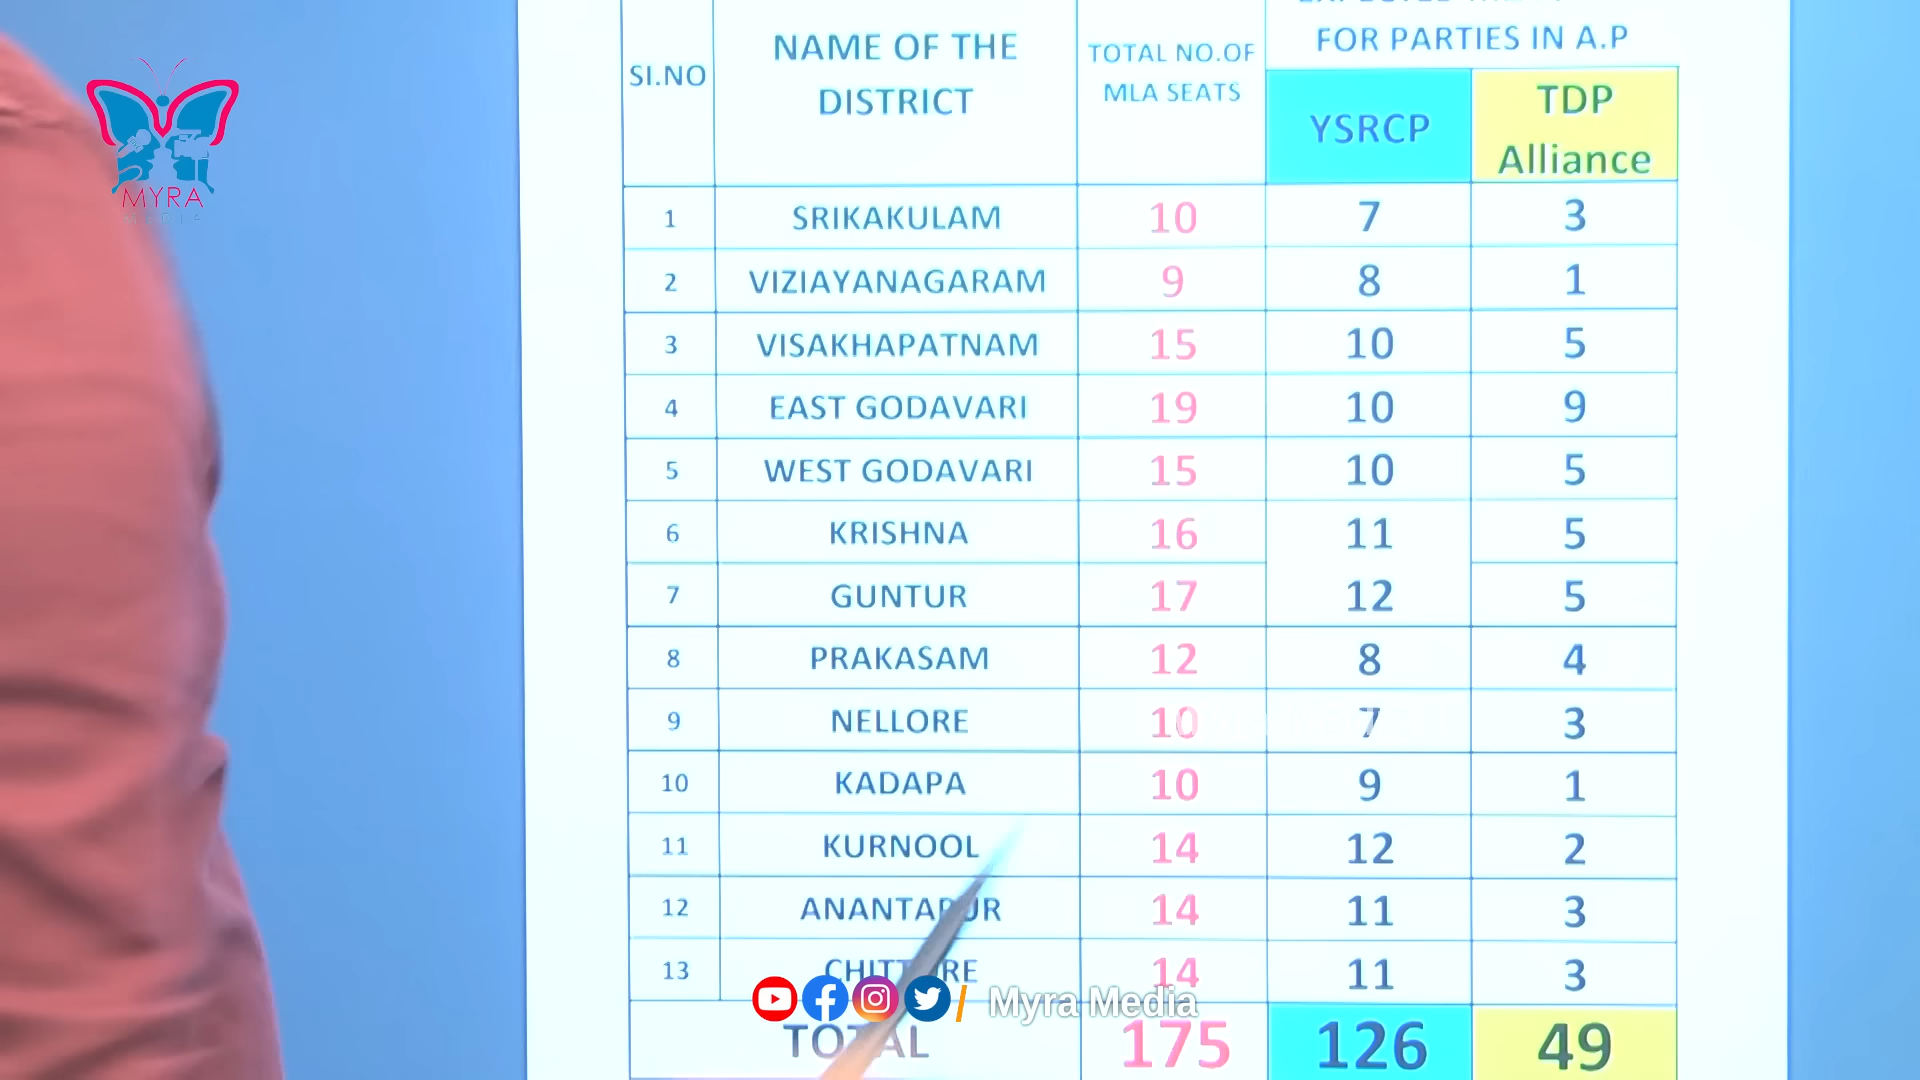 MYRA
MEDIA
FOR PARTIES IN A.P
SI.NO
NAME OF THE
DISTRICT
TOTAL NO.OF
MLA SEATS
YSRCP
TDP
Alliance
1 SRIKAKULAM 10 7 3
2 VIZIAYANAGARAM 9 8 1
3 VISAKHAPATNAM 15 10 5
4 EAST GODAVARI 19 10 9
5 WEST GODAVARI 15 10 5
6 KRISHNA 16 11 5
7 GUNTUR 17 12 5
8 PRAKASAM 12 8 4
9 NELLORE 10 7 3
10 KADAPA 10 9 1
11 KURNOOL 14 12 2
12 ANANTAPUR 14 11 3
13 14 11 3
TOTAL 175 126 49
/ Myra Media